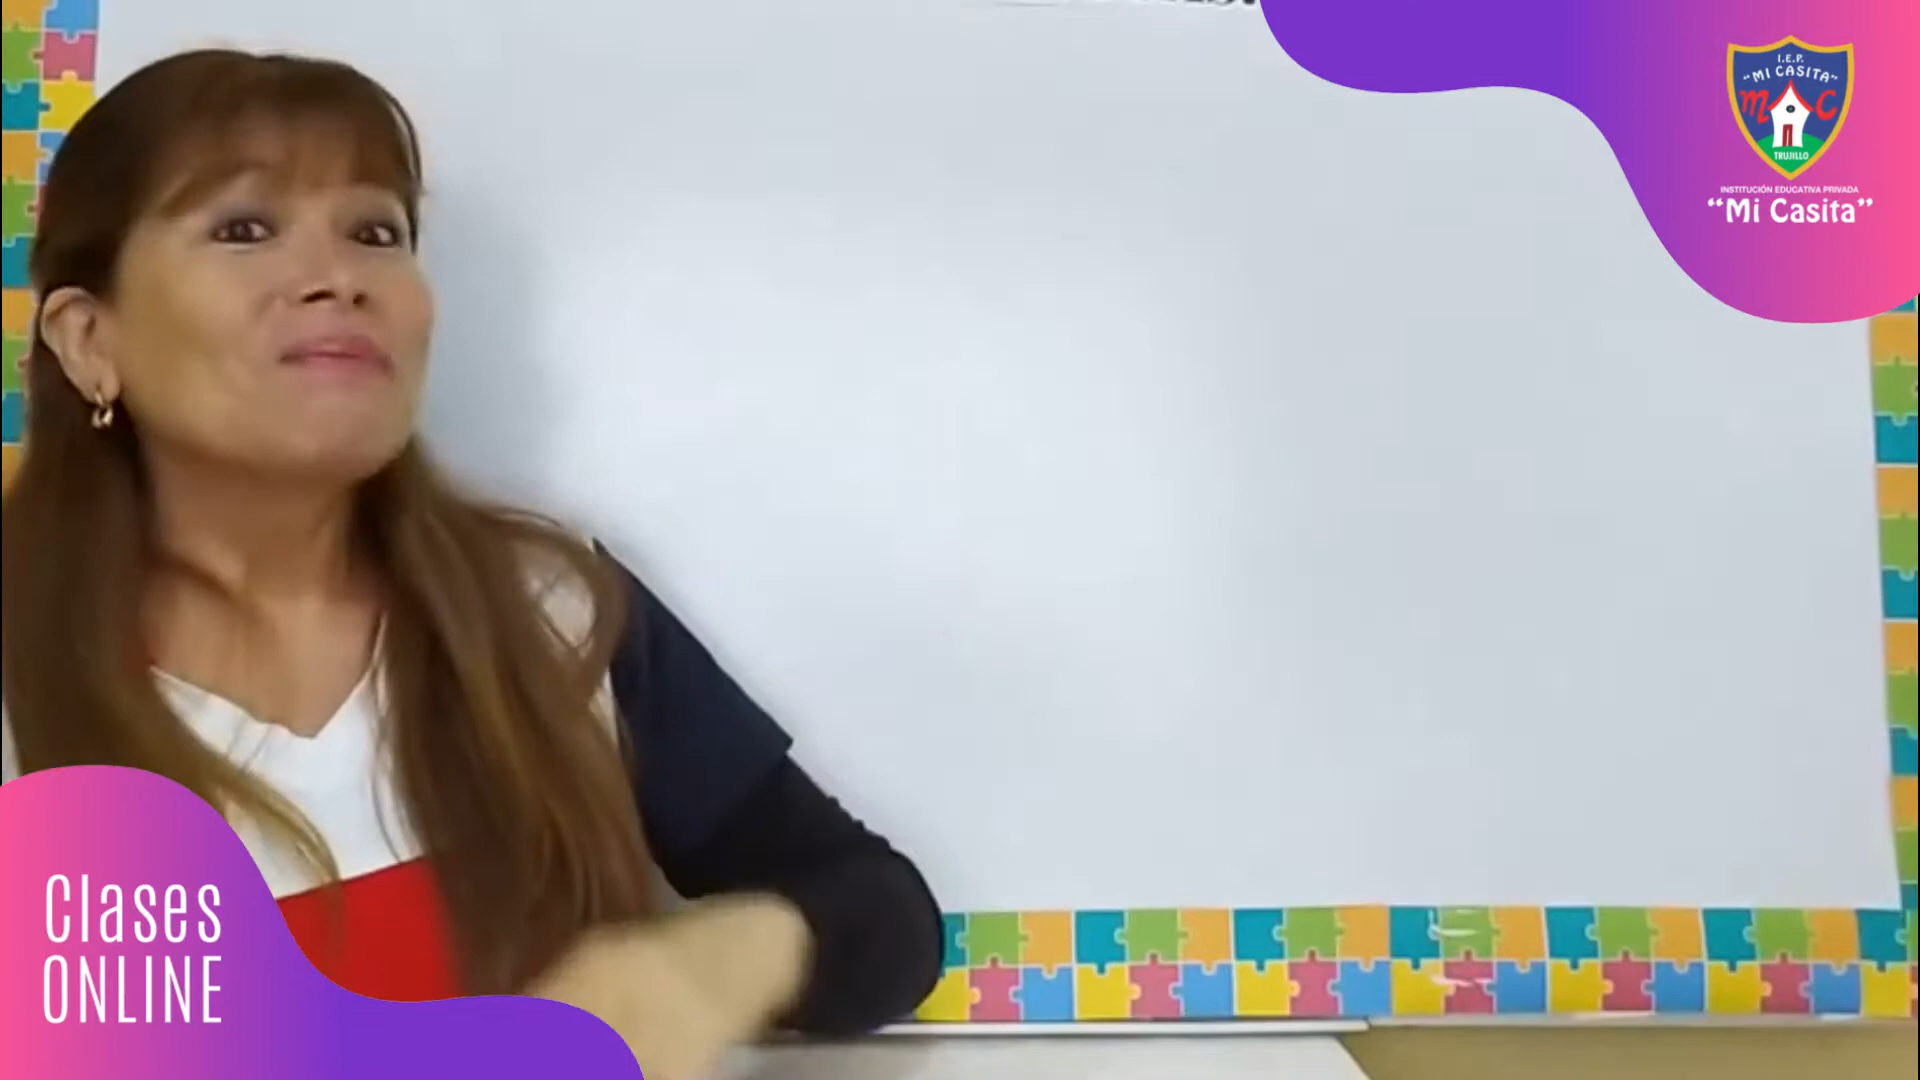 I.E.P.
"MI CASITA"
M C
TRUJILLO
INSTITUCIÓN EDUCATIVA PRIVADA
"Mi Casita"
Clases
ONLINE